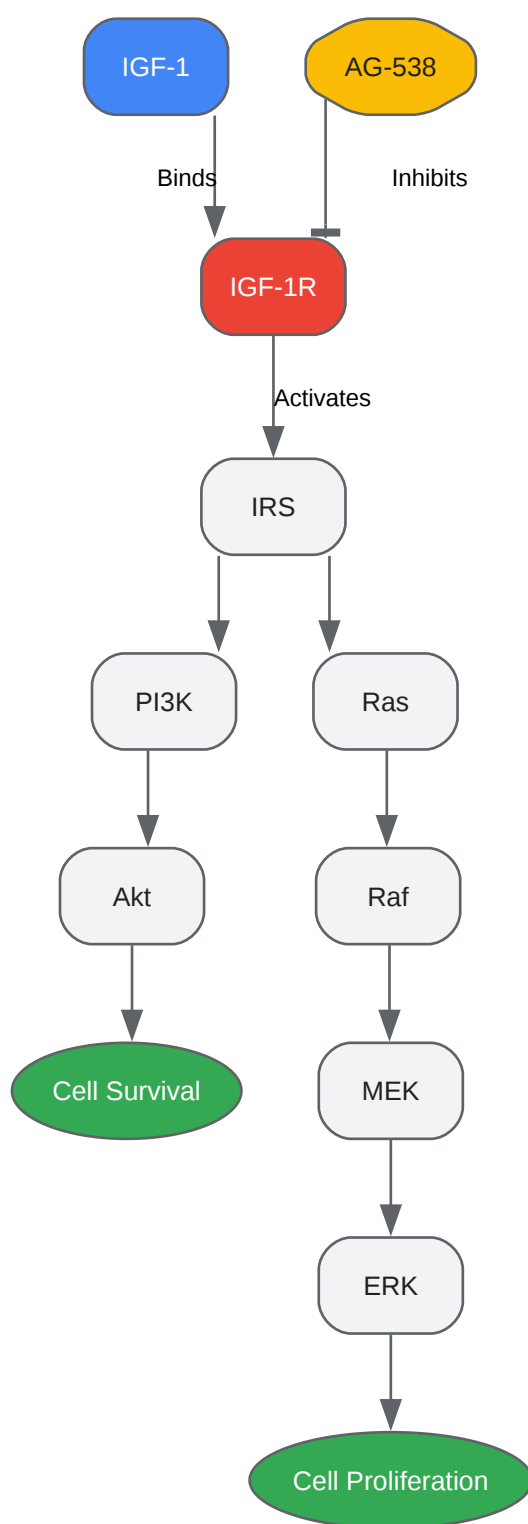 IGF-1
AG-538
Binds
Inhibits
IGF-1R
Activates
IRS
PI3K
Ras
Akt
Raf
Cell Survival
MEK
ERK
Cell Proliferation